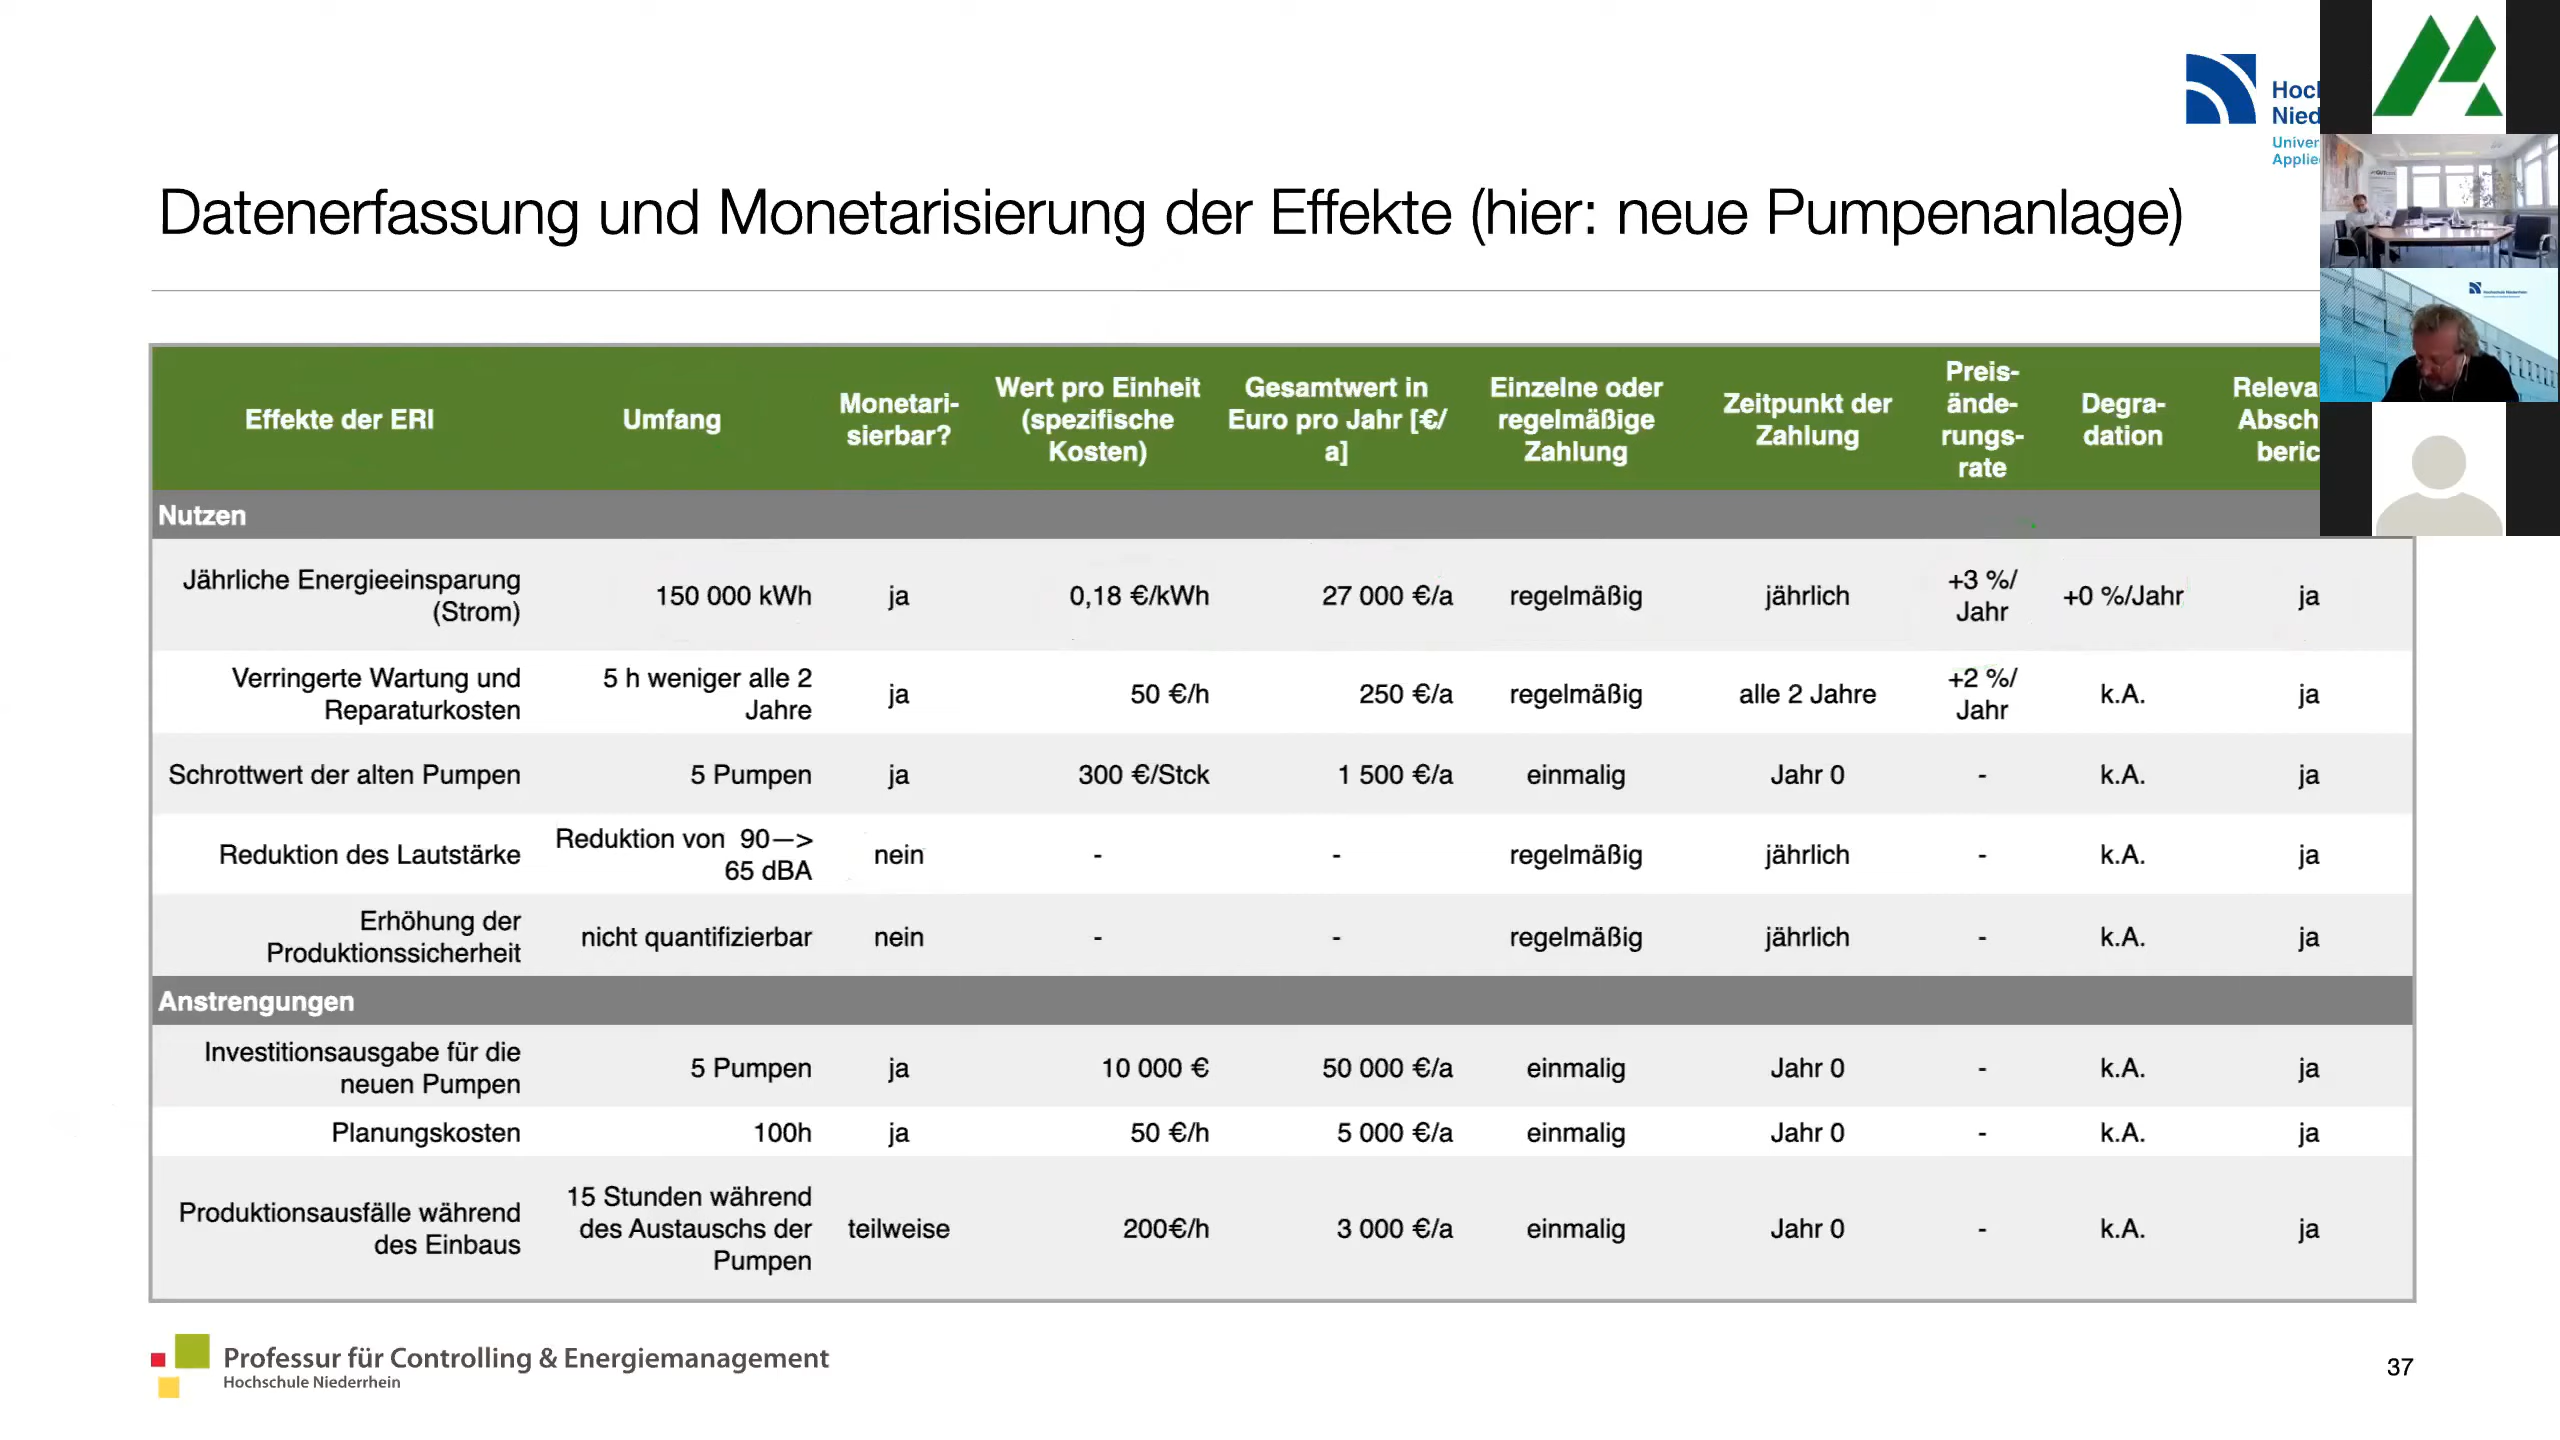 Hoc
Nied
Univer
Applie
Datenerfassung und Monetarisierung der Effekte (hier: neue Pumpenanlage)
Effekte der ERI
Umfang
Monetari-
sierbar?
Wert pro Einheit
(spezifische
Kosten)
Gesamtwert in
Euro pro Jahr [€/
a]
Einzelne oder
regelmäßige
Zahlung
Zeitpunkt der
Zahlung
Preis-
ände-
rungs-
rate
Degra-
dation
Releva
Absch
beric
Nutzen
Jährliche Energieeinsparung
(Strom)
150 000 kWh
ja
0,18 €/kWh
27 000 €/a
regelmäßig
jährlich
+3 %/
Jahr
+0 %/Jahr
ja
Verringerte Wartung und
Reparaturkosten
5 h weniger alle 2
Jahre
ja
50 €/h
250 €/a
regelmäßig
alle 2 Jahre
+2 %/
Jahr
k.A.
ja
Schrottwert der alten Pumpen
5 Pumpen
ja
300 €/Stck
1 500 €/a
einmalig
Jahr 0
-
k.A.
ja
Reduktion des Lautstärke
Reduktion von 90—>
65 dBA
nein
-
-
regelmäßig
jährlich
-
k.A.
ja
Erhöhung der
Produktionssicherheit
nicht quantifizierbar
nein
-
-
regelmäßig
jährlich
-
k.A.
ja
Anstrengungen
Investitionsausgabe für die
neuen Pumpen
5 Pumpen
ja
10 000 €
50 000 €/a
einmalig
Jahr 0
-
k.A.
ja
Planungskosten
100h
ja
50 €/h
5 000 €/a
einmalig
Jahr 0
-
k.A.
ja
Produktionsausfälle während
des Einbaus
15 Stunden während
des Austauschs der
Pumpen
teilweise
200€/h
3 000 €/a
einmalig
Jahr 0
-
k.A.
ja
Professur für Controlling & Energiemanagement
Hochschule Niederrhein
37